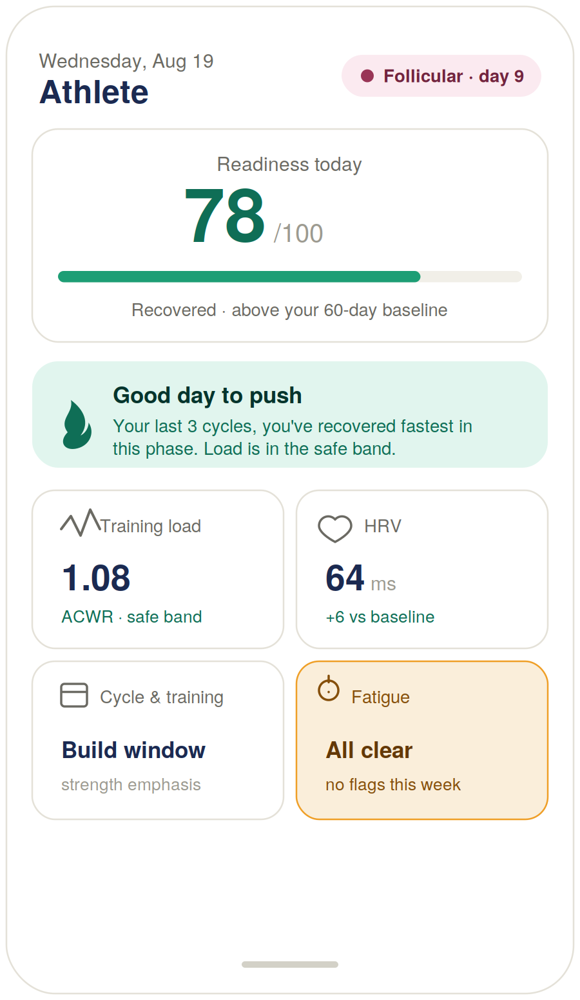 Wednesday, Aug 19
Athlete
Follicular · day 9
Readiness today
78 /100
Recovered · above your 60-day baseline
Good day to push
Your last 3 cycles, you've recovered fastest in
this phase. Load is in the safe band.
Training load
1.08
ACWR · safe band
HRV
64 ms
+6 vs baseline
Cycle & training
Build window
strength emphasis
Fatigue
All clear
no flags this week